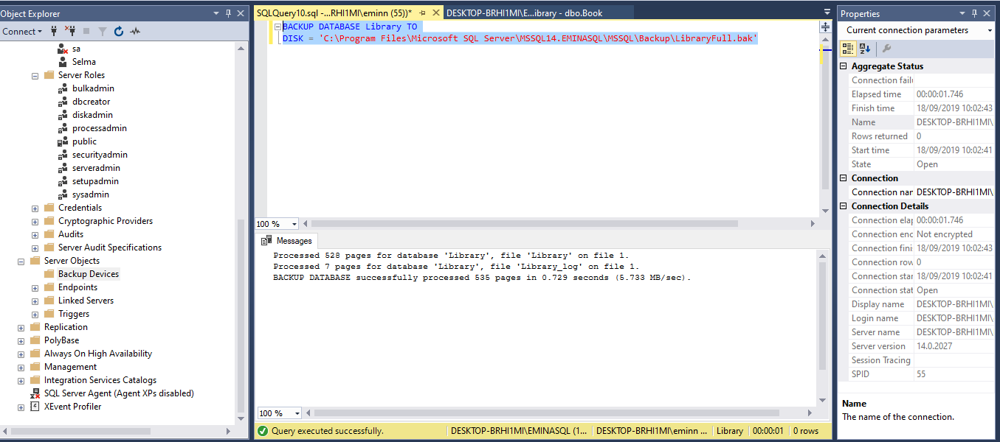 Object Explorer
Connect
sa
Selma
Server Roles
bulkadmin
dbcreator
diskadmin
processadmin
public
securityadmin
serveradmin
setupadmin
sysadmin
Credentials
Cryptographic Providers
Audits
Server Audit Specifications
Server Objects
Backup Devices
Endpoints
Linked Servers
Triggers
Replication
PolyBase
Always On High Availability
Management
Integration Services Catalogs
SQL Server Agent (Agent XPs disabled)
XEvent Profiler
SQLQuery10.sql -...RHI1MI\eminn (55))* DESKTOP-BRHI1MI\E...ibrary - dbo.Book
BACKUP DATABASE Library TO
DISK = 'C:\Program Files\Microsoft SQL Server\MSSQL14.EMINASQL\MSSQL\Backup\LibraryFull.bak'
100 %
Messages
Processed 528 pages for database 'Library', file 'Library' on file 1.
Processed 7 pages for database 'Library', file 'Library_log' on file 1.
BACKUP DATABASE successfully processed 535 pages in 0.729 seconds (5.733 MB/sec).
100 %
Query executed successfully. DESKTOP-BRHI1MI\EMINASQL (1... DESKTOP-BRHI1MI\eminn ... Library 00:00:01 0 rows
Properties
Current connection parameters
Aggregate Status
Connection failu
Elapsed time 00:00:01.746
Finish time 18/09/2019 10:02:43
Name DESKTOP-BRHI1MI\
Rows returned 0
Start time 18/09/2019 10:02:41
State Open
Connection
Connection nar DESKTOP-BRHI1MI\
Connection Details
Connection elap 00:00:01.746
Connection enc Not encrypted
Connection fini 18/09/2019 10:02:43
Connection row 0
Connection star 18/09/2019 10:02:41
Connection stat Open
Display name DESKTOP-BRHI1MI\
Login name DESKTOP-BRHI1MI\
Server name DESKTOP-BRHI1MI\
Server version 14.0.2027
Session Tracing
SPID 55
Name
The name of the connection.